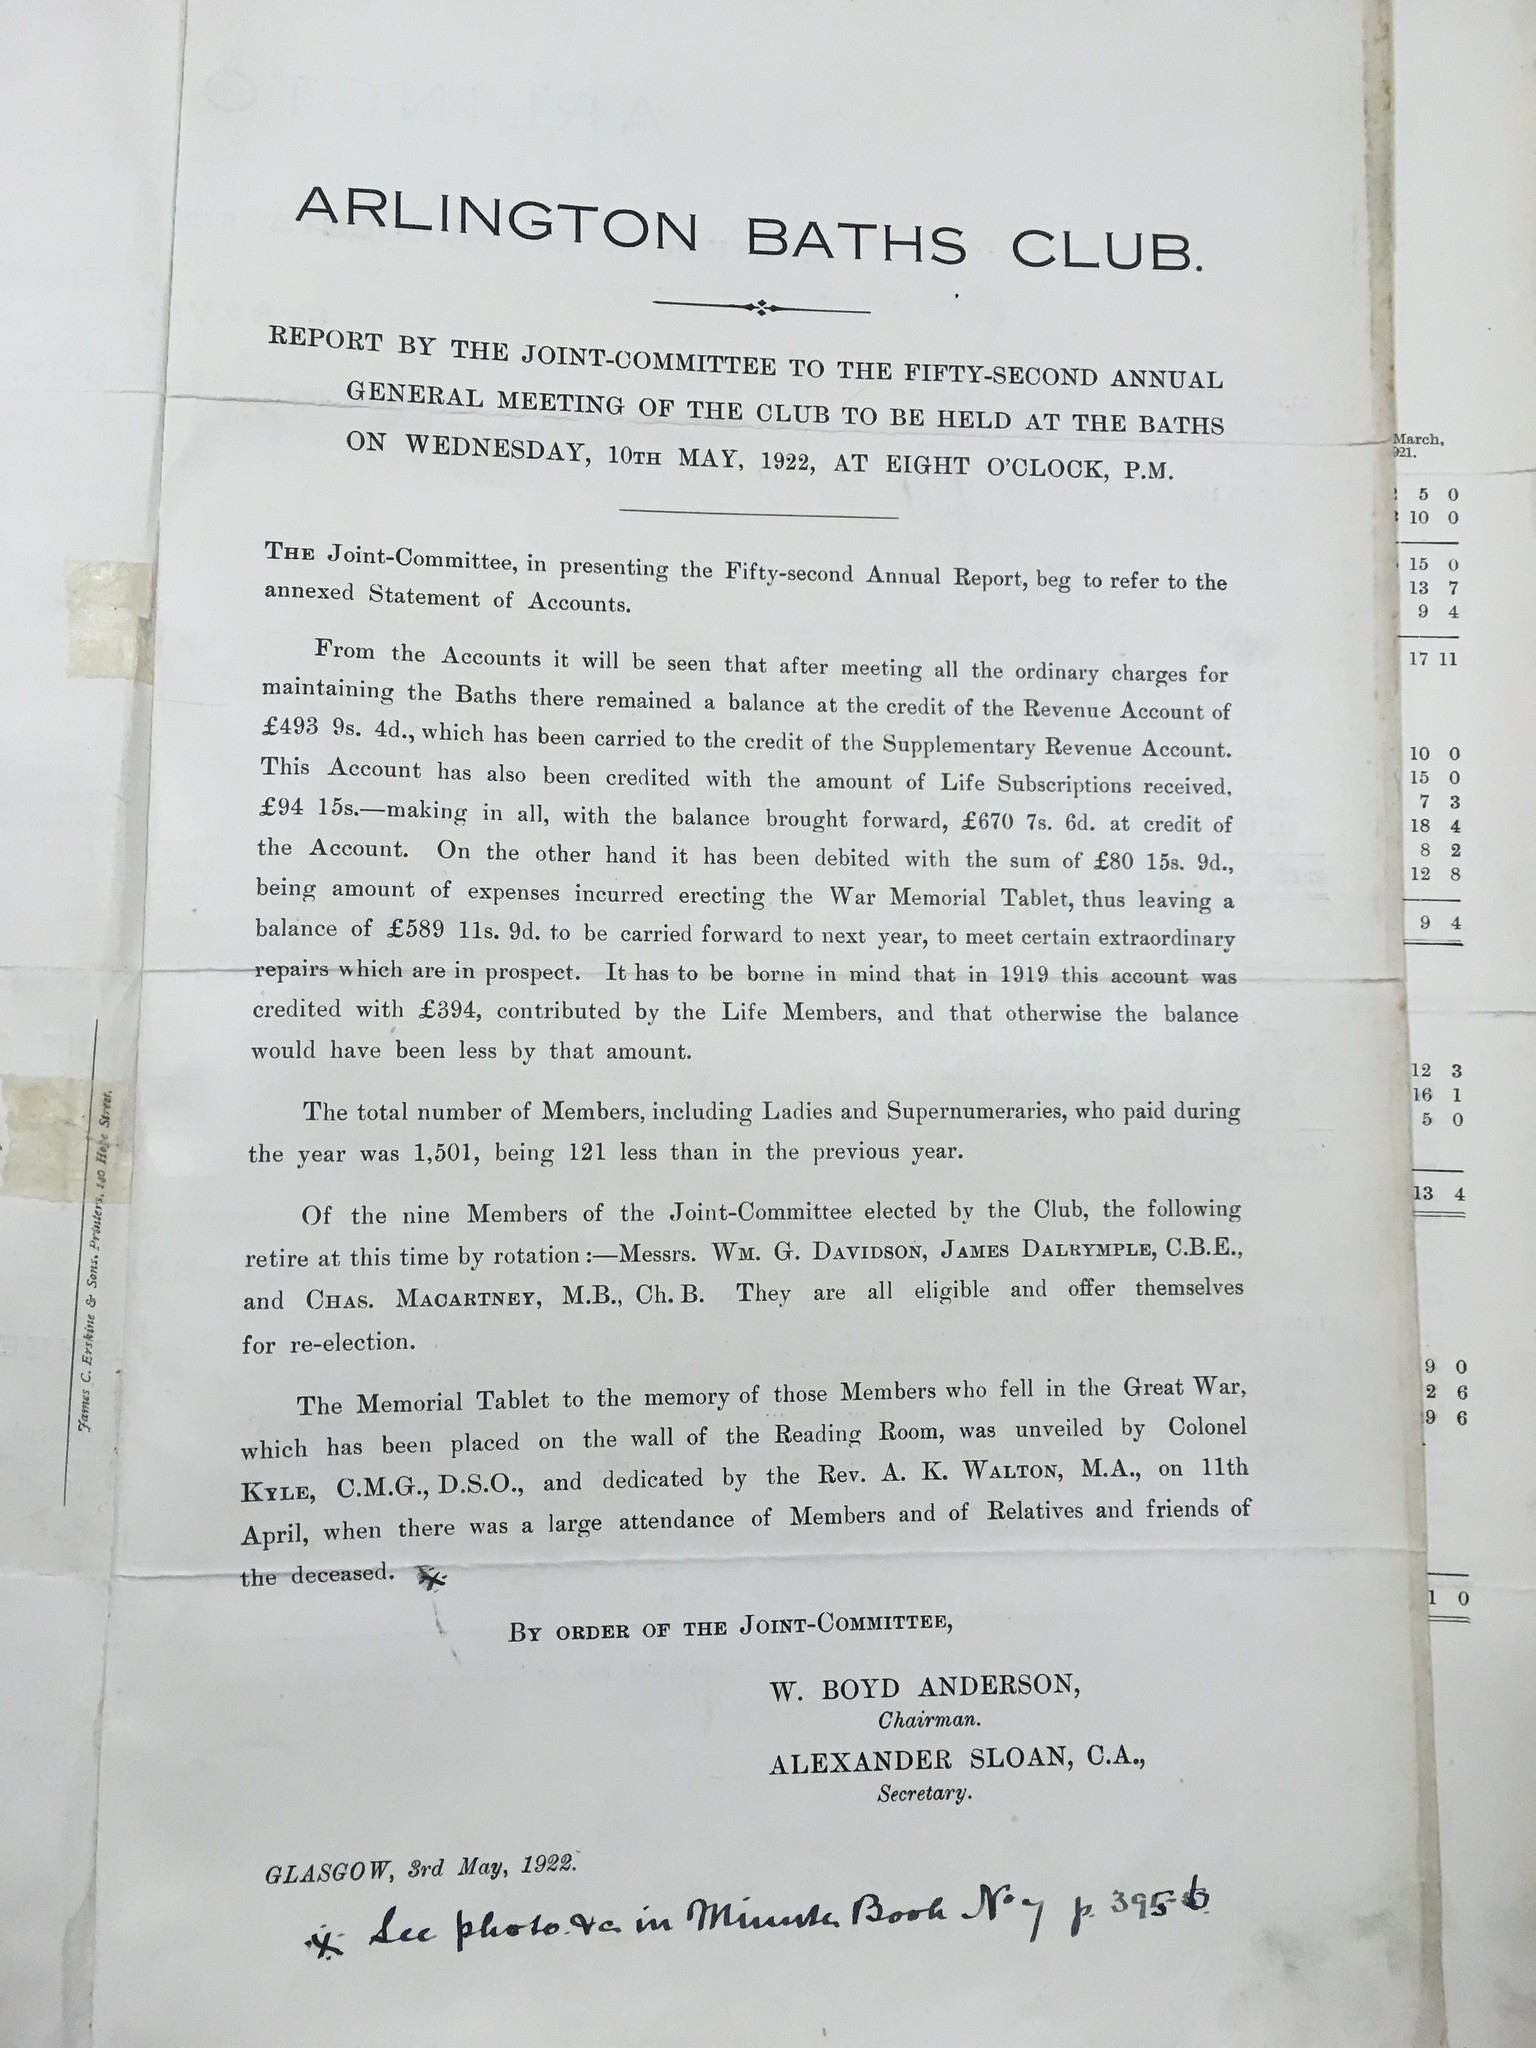 ARLINGTON BATHS CLUB.
REPORT BY THE JOINT-COMMITTEE TO THE FIFTY-SECOND ANNUAL
GENERAL MEETING OF THE CLUB TO BE HELD AT THE BATHS
ON WEDNESDAY, 10TH MAY, 1922, AT EIGHT O'CLOCK, P.M.
THE Joint-Committee, in presenting the Fifty-second Annual Report, beg to refer to the
annexed Statement of Accounts.
From the Accounts it will be seen that after meeting all the ordinary charges for
maintaining the Baths there remained a balance at the credit of the Revenue Account of
£493 9s. 4d., which has been carried to the credit of the Supplementary Revenue Account.
This Account has also been credited with the amount of Life Subscriptions received,
£94 15s.—making in all, with the balance brought forward, £670 7s. 6d. at credit of
the Account. On the other hand it has been debited with the sum of £80 15s. 9d.,
being amount of expenses incurred erecting the War Memorial Tablet, thus leaving a
balance of £589 11s. 9d. to be carried forward to next year, to meet certain extraordinary
repairs which are in prospect. It has to be borne in mind that in 1919 this account was
credited with £394, contributed by the Life Members, and that otherwise the balance
would have been less by that amount.
The total number of Members, including Ladies and Supernumeraries, who paid during
the year was 1,501, being 121 less than in the previous year.
Of the nine Members of the Joint-Committee elected by the Club, the following
retire at this time by rotation:—Messrs. WM. G. DAVIDSON, JAMES DALRYMPLE, C.B.E.,
and CHAS. MACARTNEY, M.B., Ch. B. They are all eligible and offer themselves
for re-election.
The Memorial Tablet to the memory of those Members who fell in the Great War,
which has been placed on the wall of the Reading Room, was unveiled by Colonel
KYLE, C.M.G., D.S.O., and dedicated by the Rev. A. K. WALTON, M.A., on 11th
April, when there was a large attendance of Members and of Relatives and friends of
the deceased. x
BY ORDER OF THE JOINT-COMMITTEE,
W. BOYD ANDERSON,
Chairman.
ALEXANDER SLOAN, C.A.,
Secretary.
GLASGOW, 3rd May, 1922.
x See photo &c in Minute Book No 7 p. 395
James C. Erskine & Sons, Printers, 140 Hope Street.
March,
921.
5 0
10 0
15 0
13 7
9 4
17 11
10 0
15 0
7 3
18 4
8 2
12 8
9 4
12 3
16 1
5 0
13 4
9 0
2 6
9 6
1 0